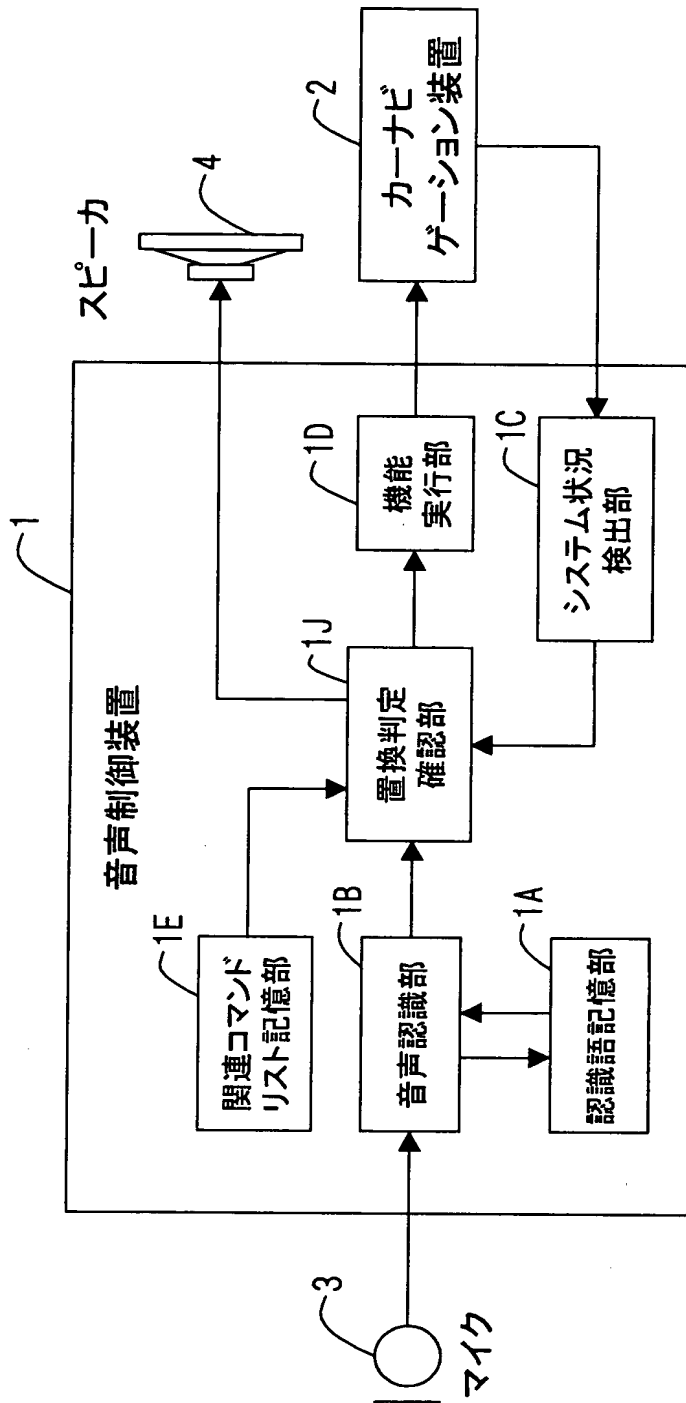 1
音声制御装置
スピーカ
4
1E
関連コマンド
リスト記憶部
1J
置換判定
確認部
1D
機能
実行部
2
カーナビ
ゲーション装置
3
マイク
1B
音声認識部
1A
認識語記憶部
1C
システム状況
検出部